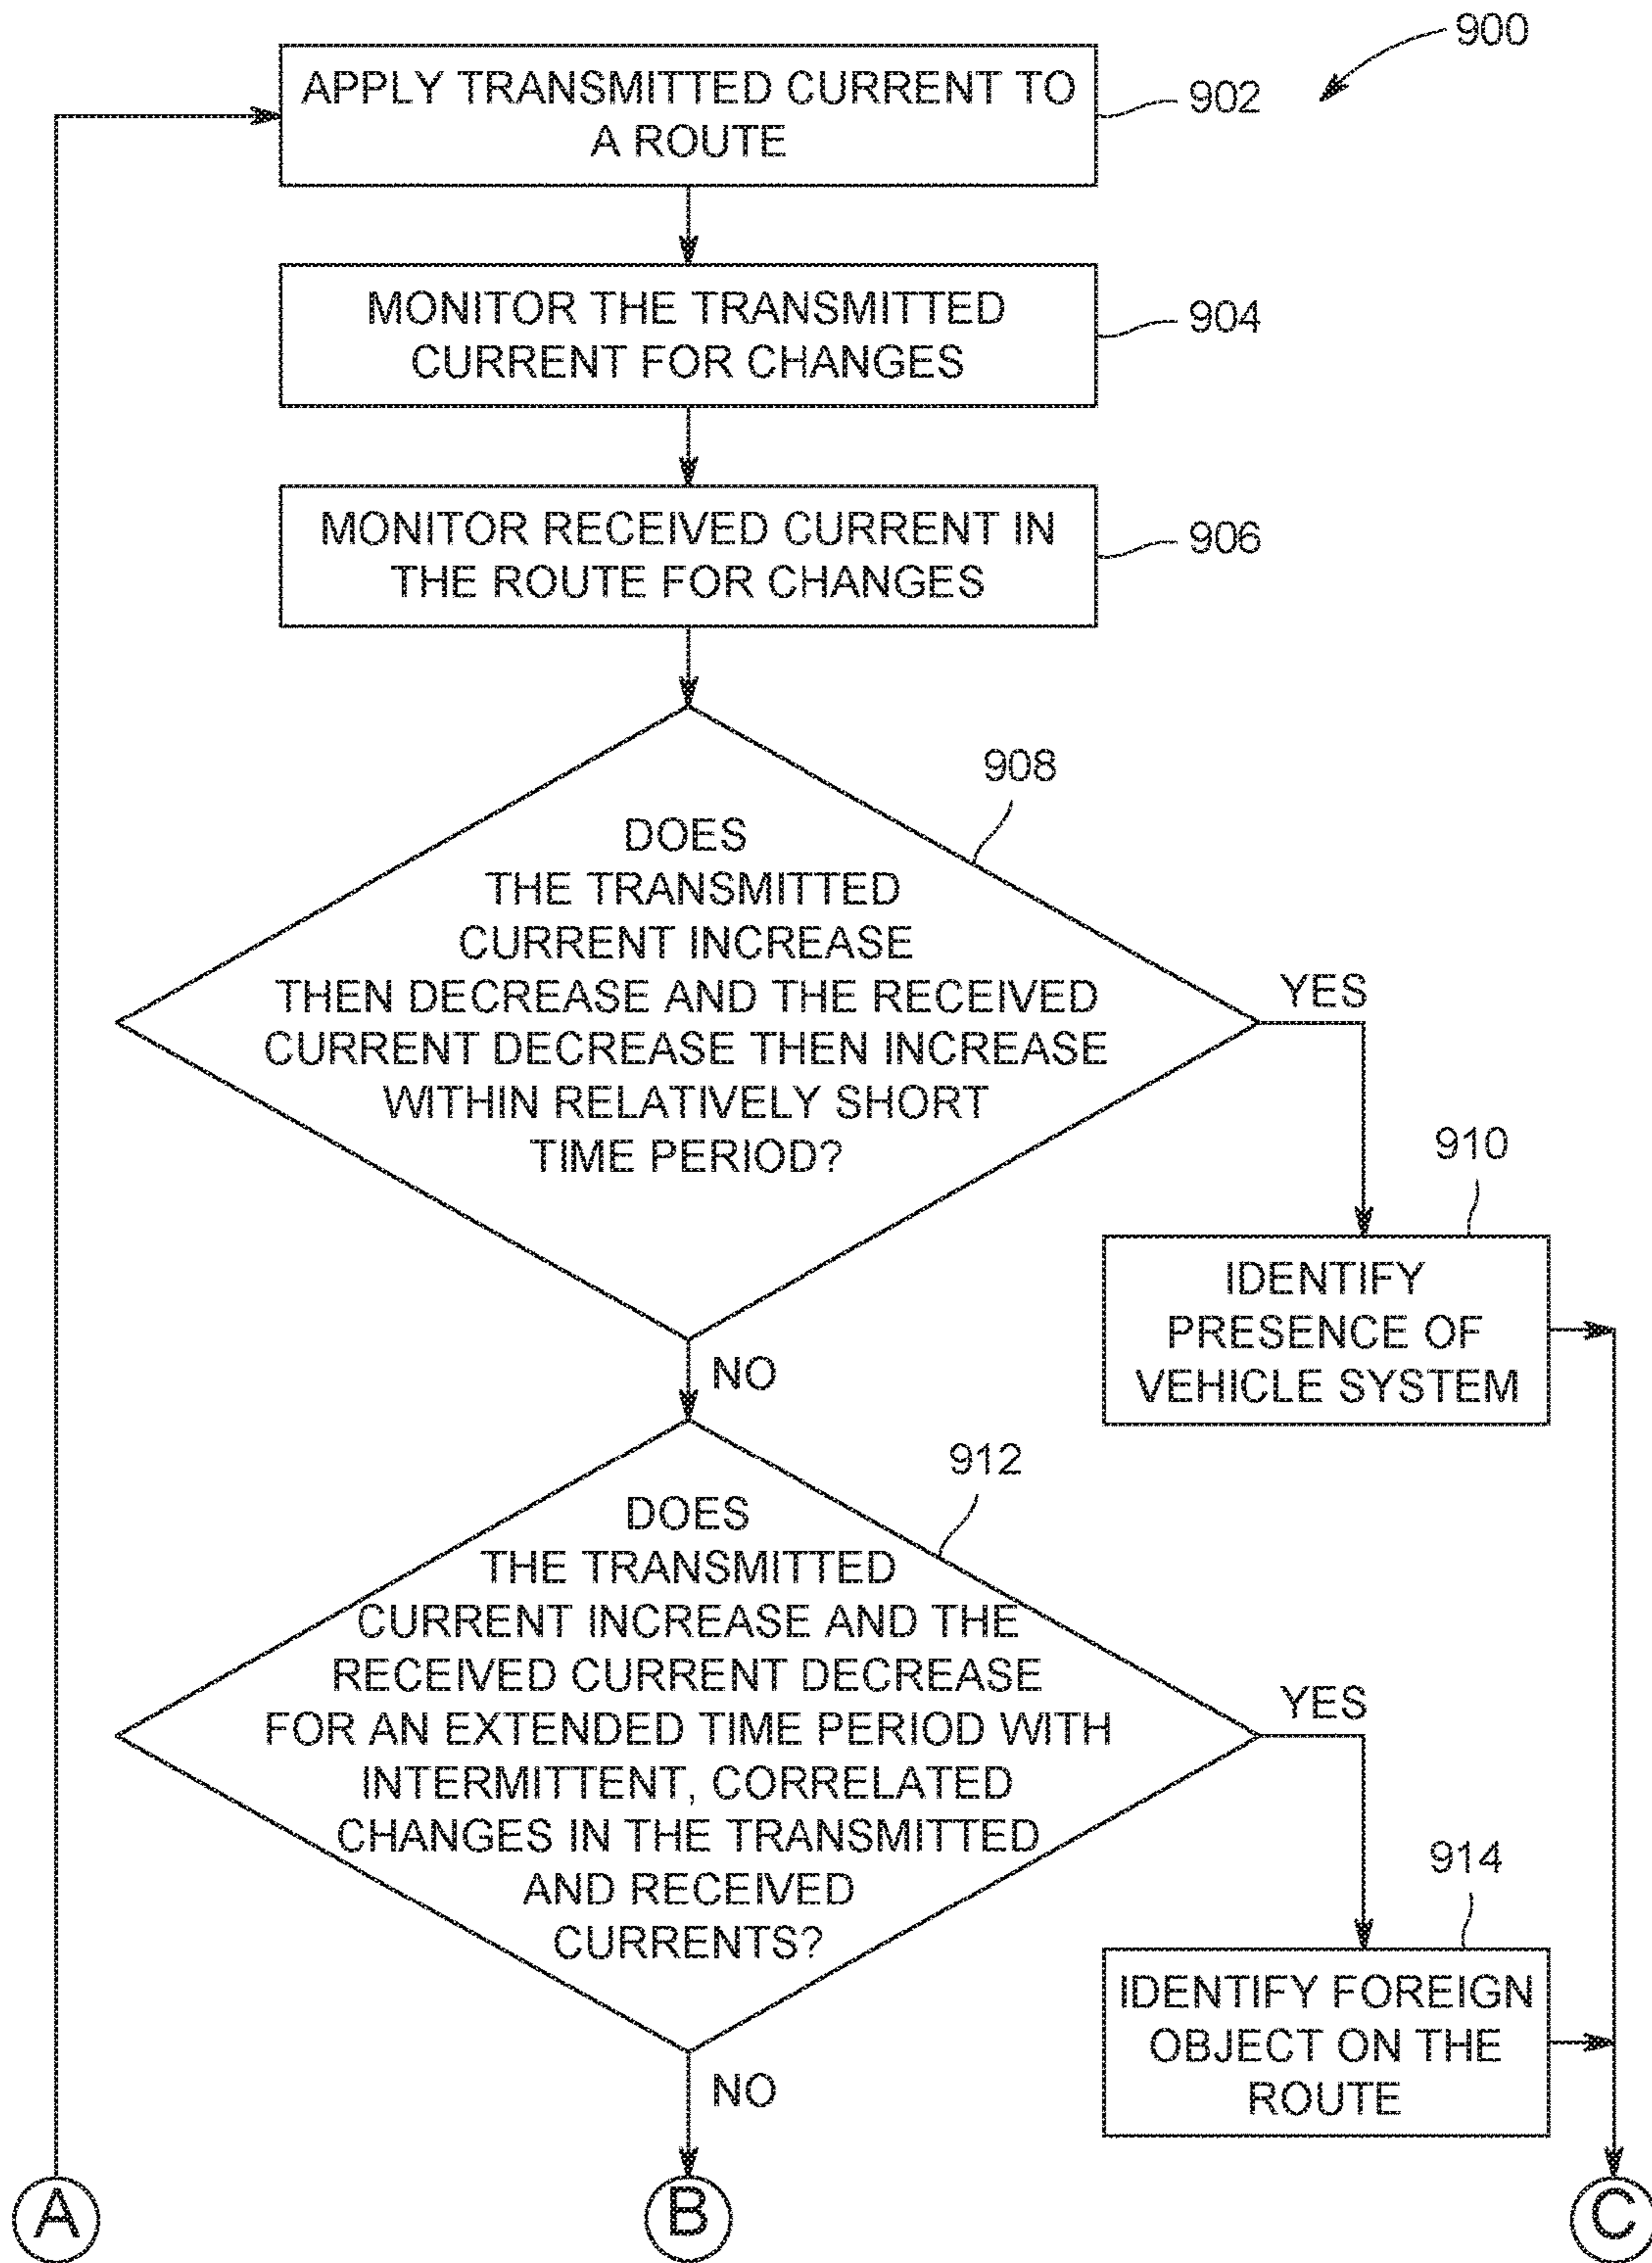 900
APPLY TRANSMITTED CURRENT TO
A ROUTE
902
MONITOR THE TRANSMITTED
CURRENT FOR CHANGES
904
MONITOR RECEIVED CURRENT IN
THE ROUTE FOR CHANGES
906
908
DOES
THE TRANSMITTED
CURRENT INCREASE
THEN DECREASE AND THE RECEIVED
CURRENT DECREASE THEN INCREASE
WITHIN RELATIVELY SHORT
TIME PERIOD?
YES
910
IDENTIFY
PRESENCE OF
VEHICLE SYSTEM
NO
912
DOES
THE TRANSMITTED
CURRENT INCREASE AND THE
RECEIVED CURRENT DECREASE
FOR AN EXTENDED TIME PERIOD WITH
INTERMITTENT, CORRELATED
CHANGES IN THE TRANSMITTED
AND RECEIVED
CURRENTS?
YES
914
IDENTIFY FOREIGN
OBJECT ON THE
ROUTE
NO
A
B
C